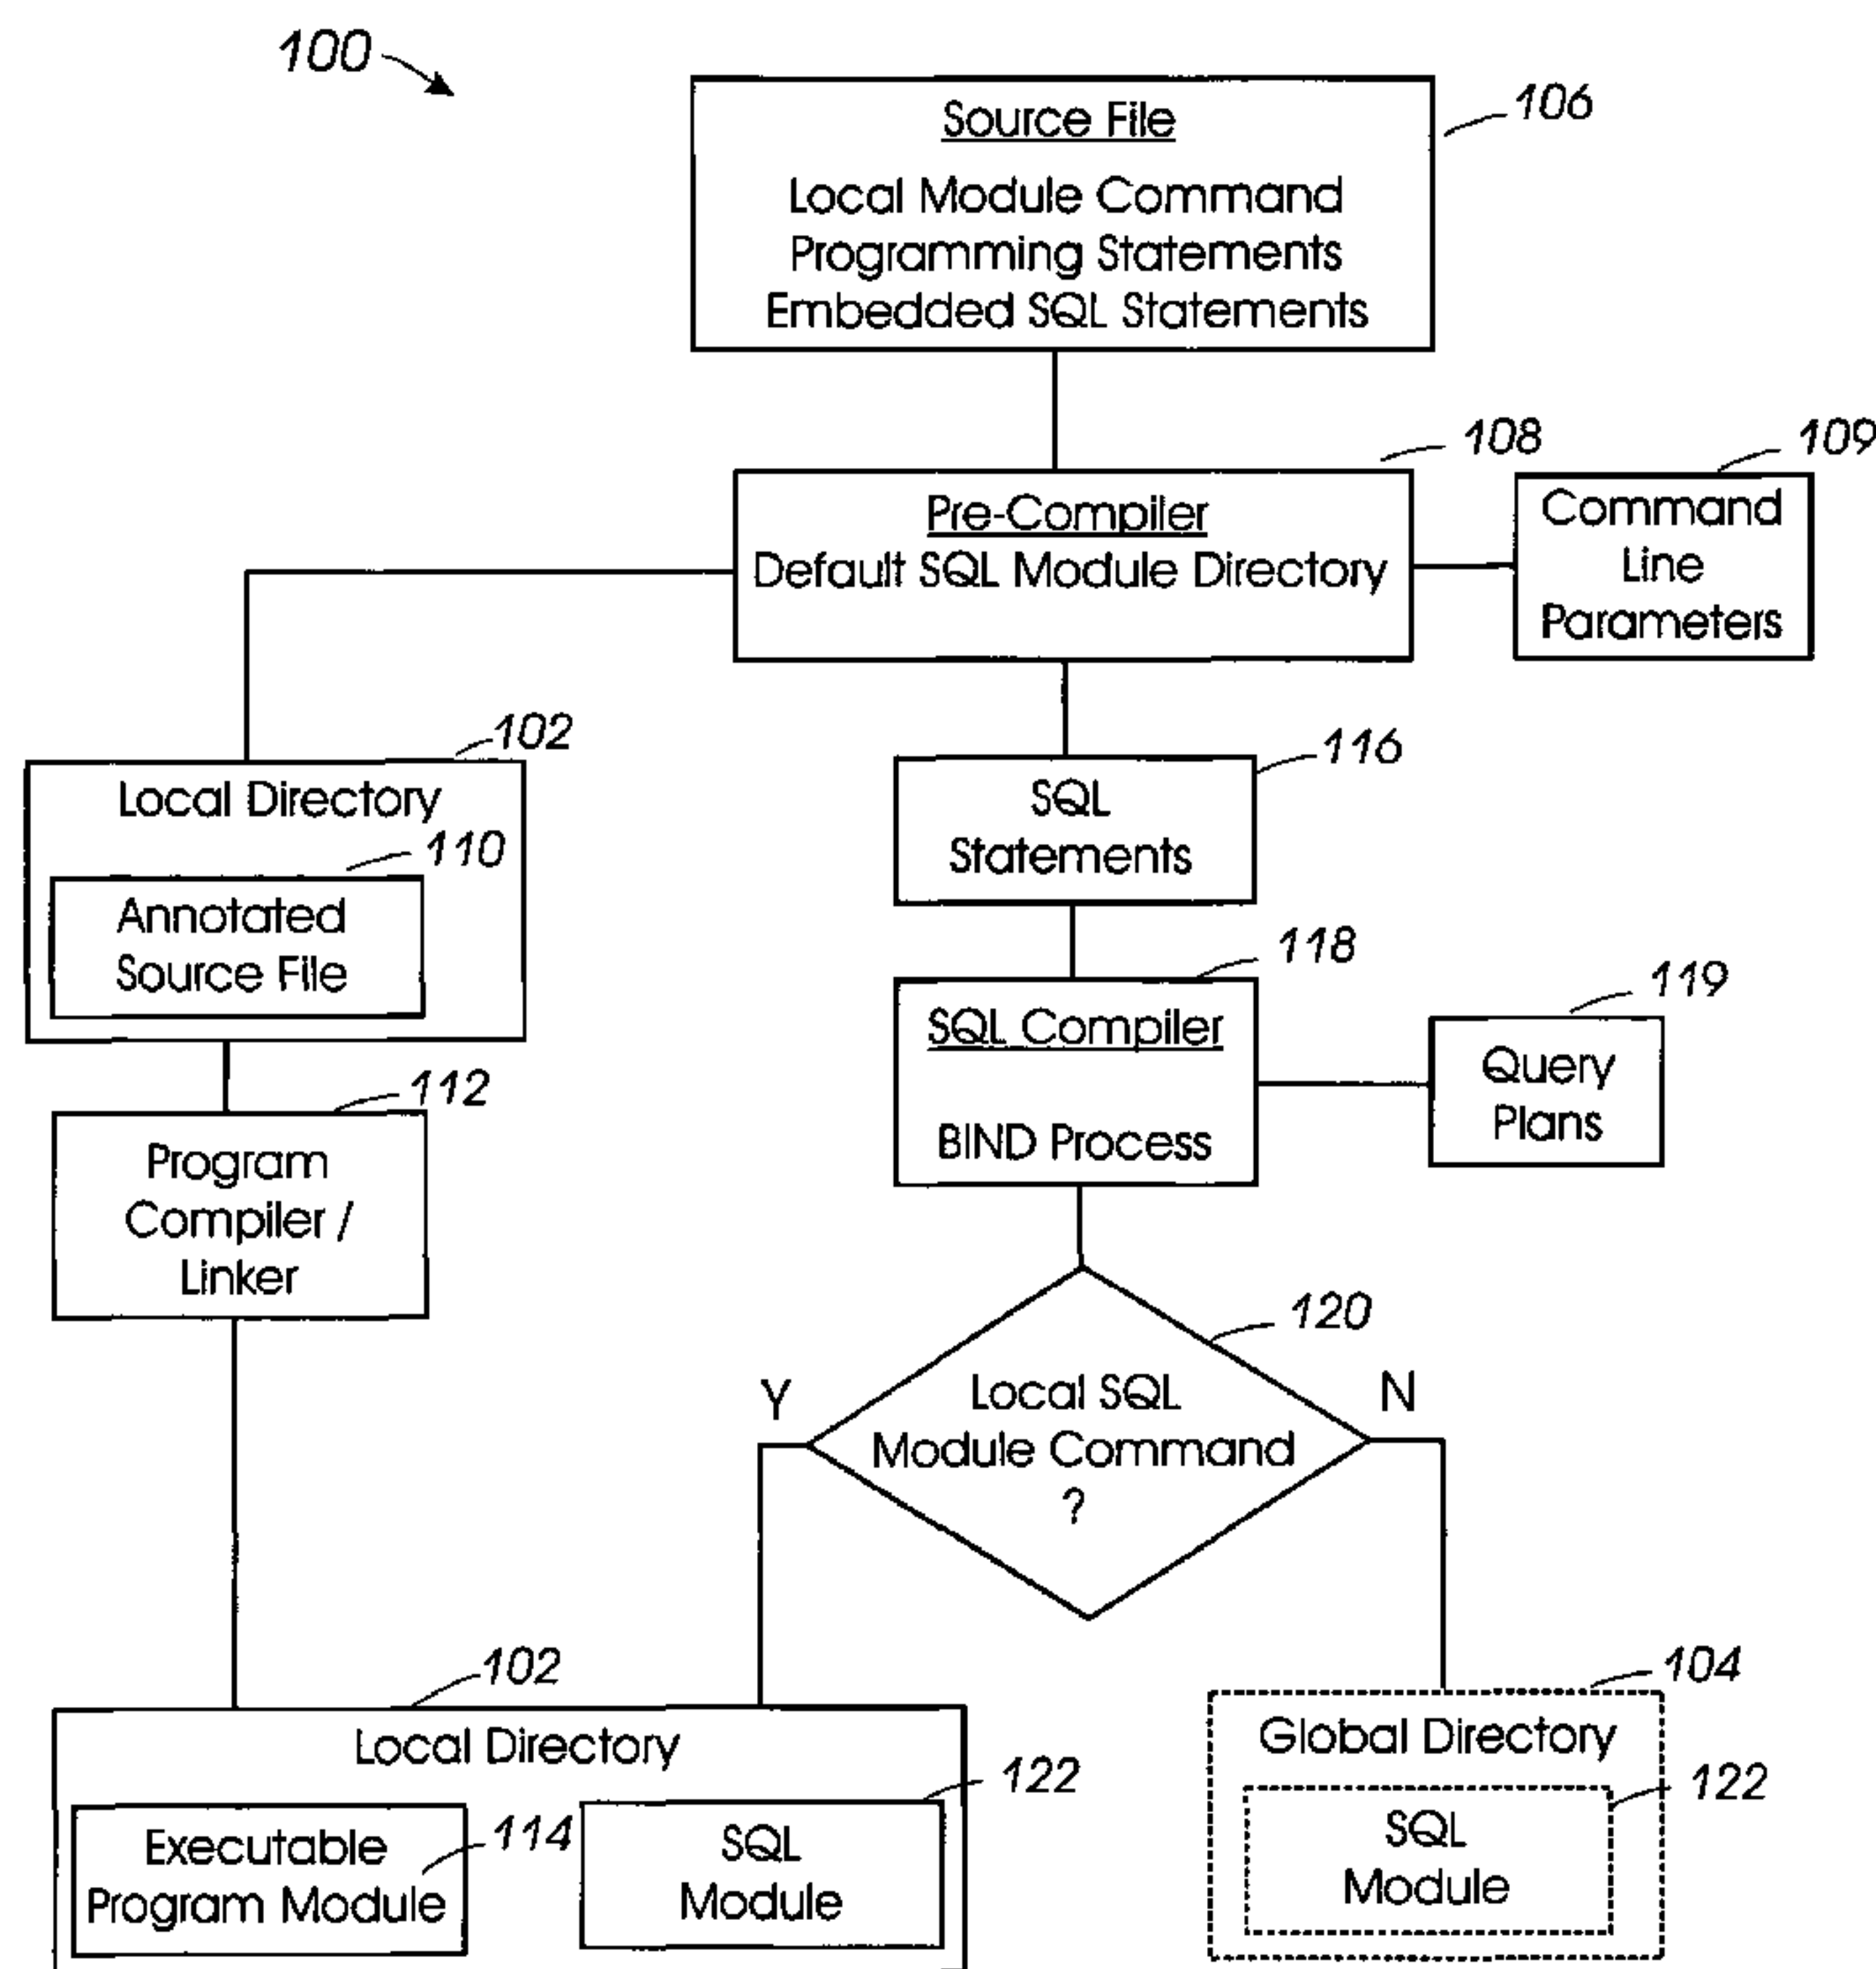 100
106
Source File
Local Module Command
Programming Statements
Embedded SQL Statements
108
109
Pre-Compiler
Default SQL Module Directory
Command
Line
Parameters
102
Local Directory
110
Annotated
Source File
116
SQL
Statements
118
SQL Compiler
BIND Process
119
Query
Plans
112
Program
Compiler /
Linker
120
Y
N
Local SQL
Module Command
?
102
Local Directory
114
Executable
Program Module
122
SQL
Module
104
Global Directory
122
SQL
Module